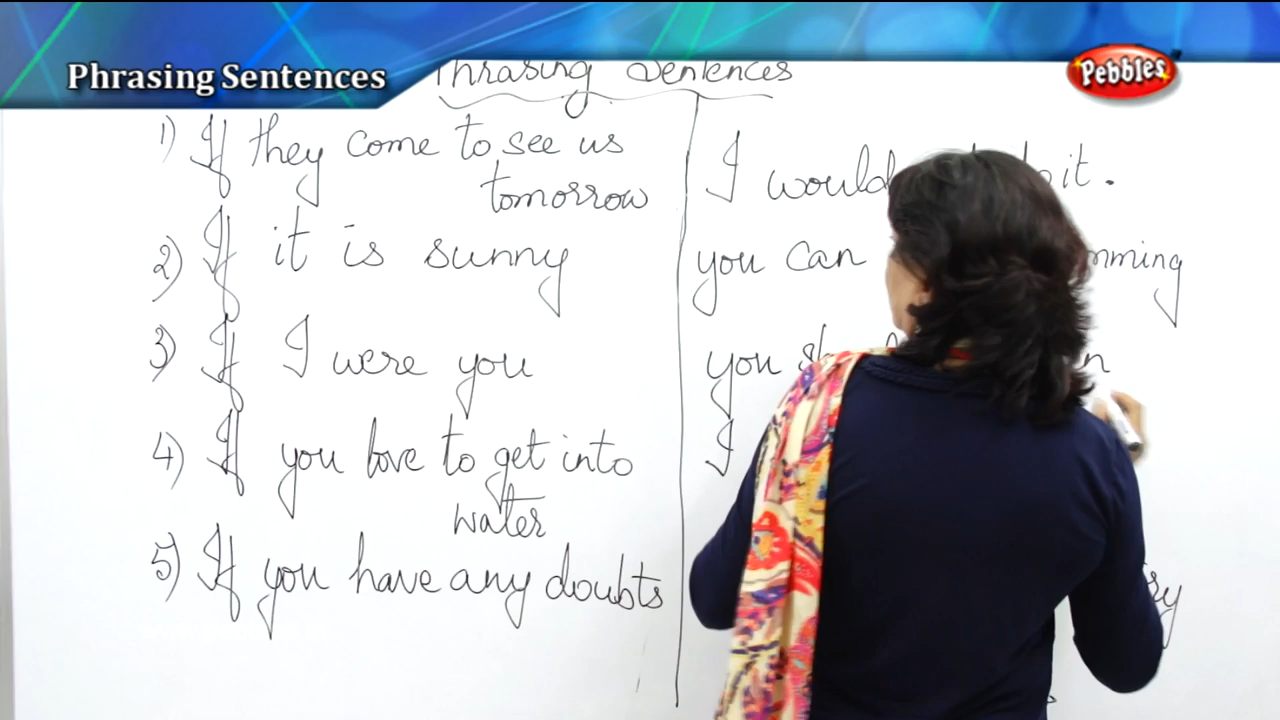 Phrasing Sentences
Pebbles
Phrasing Sentences
1) If they come to see us
tomorrow
I would it.
2) If it is sunny
you can
3) If I were you
you
4) If you love to get into
water
I
5) If you have any doubts